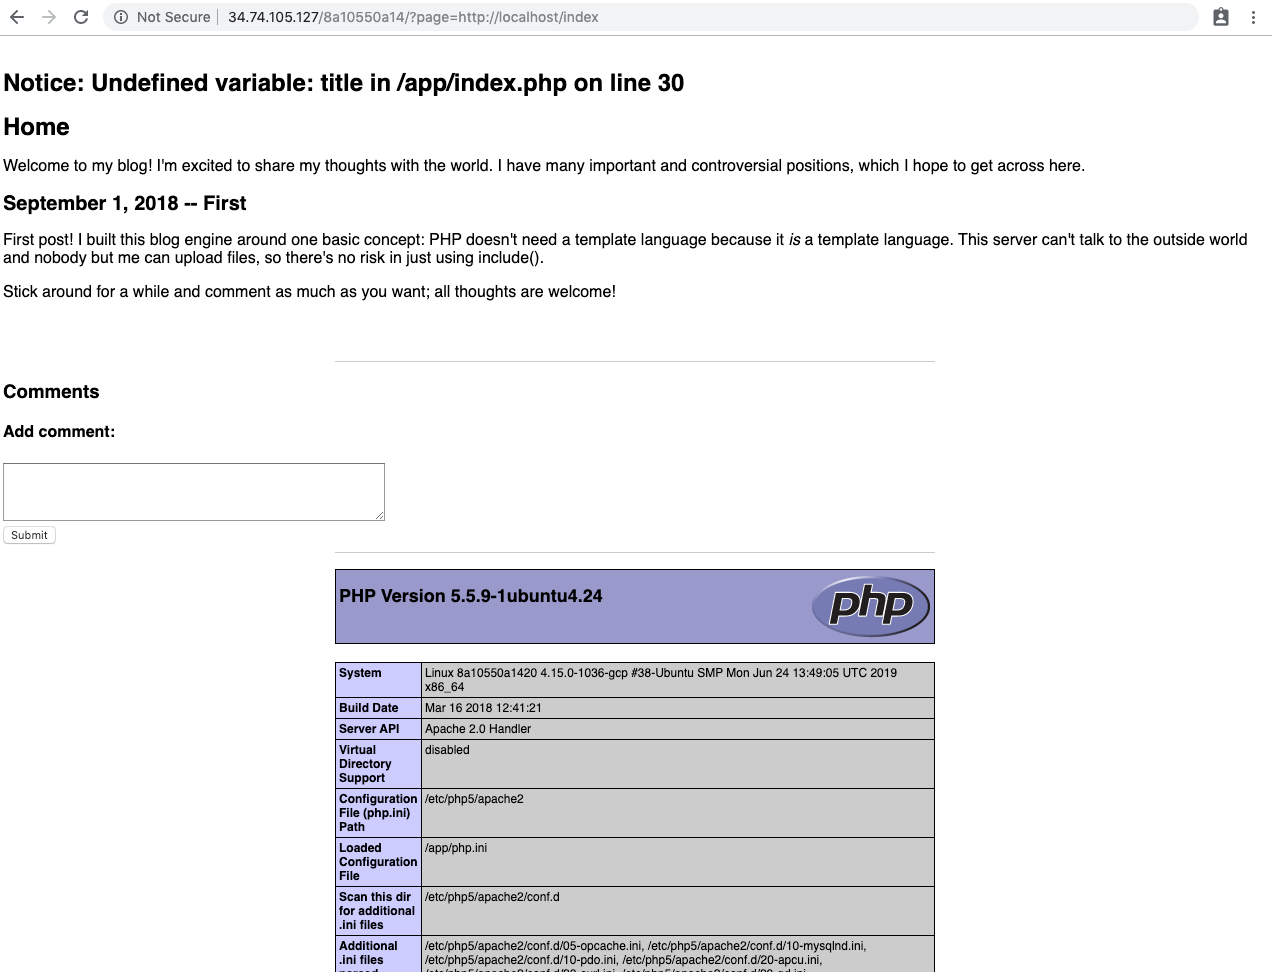 Not Secure
34.74.105.127/8a10550a14/?page=http://localhost/index
Notice: Undefined variable: title in /app/index.php on line 30
Home
Welcome to my blog! I'm excited to share my thoughts with the world. I have many important and controversial positions, which I hope to get across here.
September 1, 2018 -- First
First post! I built this blog engine around one basic concept: PHP doesn't need a template language because it is a template language. This server can't talk to the outside world
and nobody but me can upload files, so there's no risk in just using include().
Stick around for a while and comment as much as you want; all thoughts are welcome!
Comments
Add comment:
Submit
PHP Version 5.5.9-1ubuntu4.24
php
System
Linux 8a10550a1420 4.15.0-1036-gcp #38-Ubuntu SMP Mon Jun 24 13:49:05 UTC 2019
x86_64
Build Date
Mar 16 2018 12:41:21
Server API
Apache 2.0 Handler
Virtual
Directory
Support
disabled
Configuration
File (php.ini)
Path
/etc/php5/apache2
Loaded
Configuration
File
/app/php.ini
Scan this dir
for additional
.ini files
/etc/php5/apache2/conf.d
Additional
.ini files
/etc/php5/apache2/conf.d/05-opcache.ini, /etc/php5/apache2/conf.d/10-mysqlnd.ini,
/etc/php5/apache2/conf.d/10-pdo.ini, /etc/php5/apache2/conf.d/20-apcu.ini,